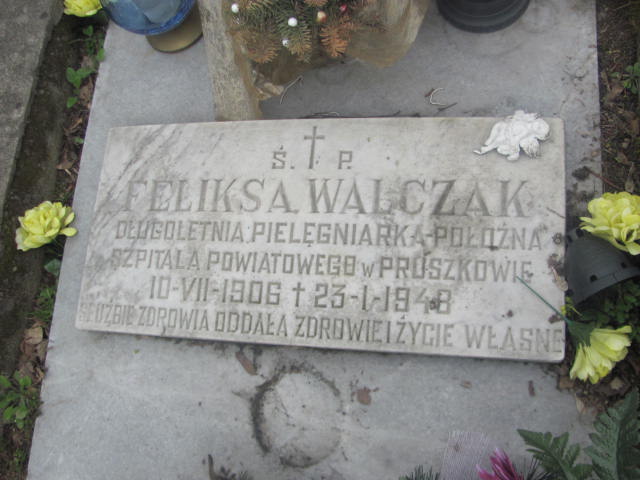 Ś. † P.
FELIKSA WALCZAK
DŁUGOLETNIA PIELĘGNIARKA-POŁOŻNA
SZPITALA POWIATOWEGO w PRUSZKOWIE
10-VII-1906 † 23-I-1948
SŁUŻBIE ZDROWIA ODDAŁA ZDROWIE I ŻYCIE WŁASNE